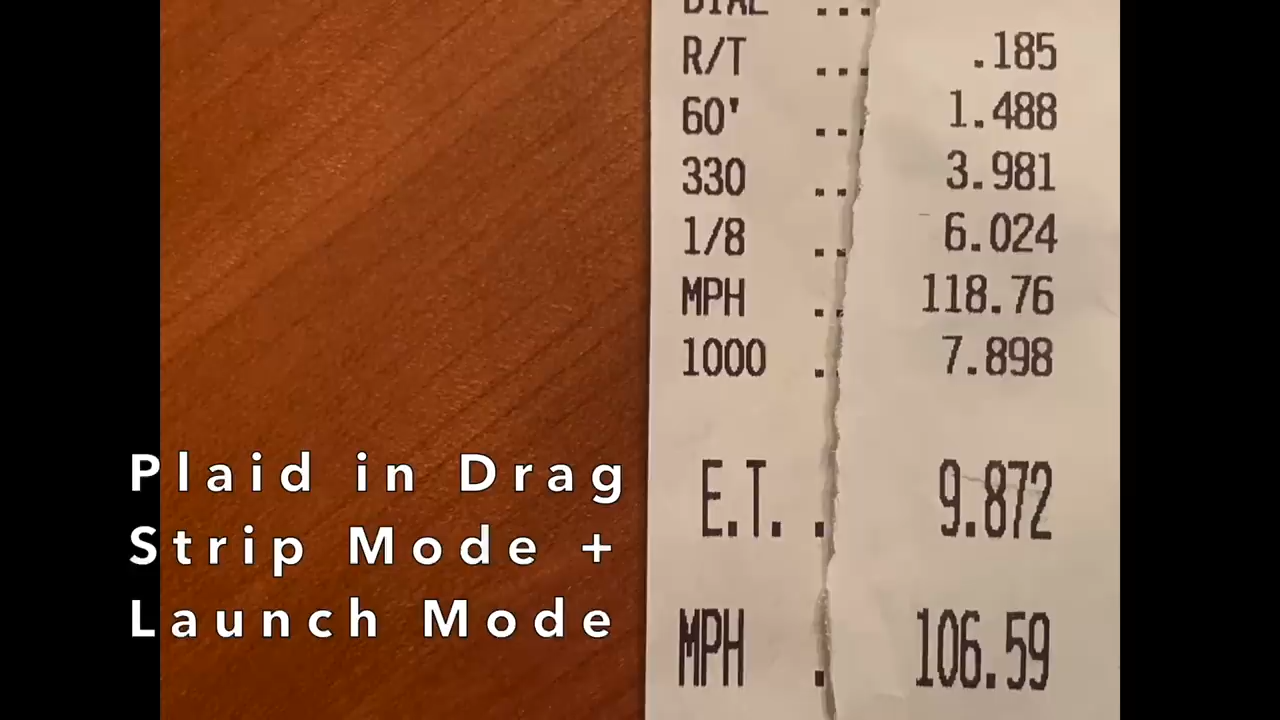 DIAL ...
R/T ... .185
60' ... 1.488
330 .. 3.981
1/8 .. 6.024
MPH .. 118.76
1000 . 7.898
E.T. . 9.872
MPH . 106.59
Plaid in Drag
Strip Mode +
Launch Mode